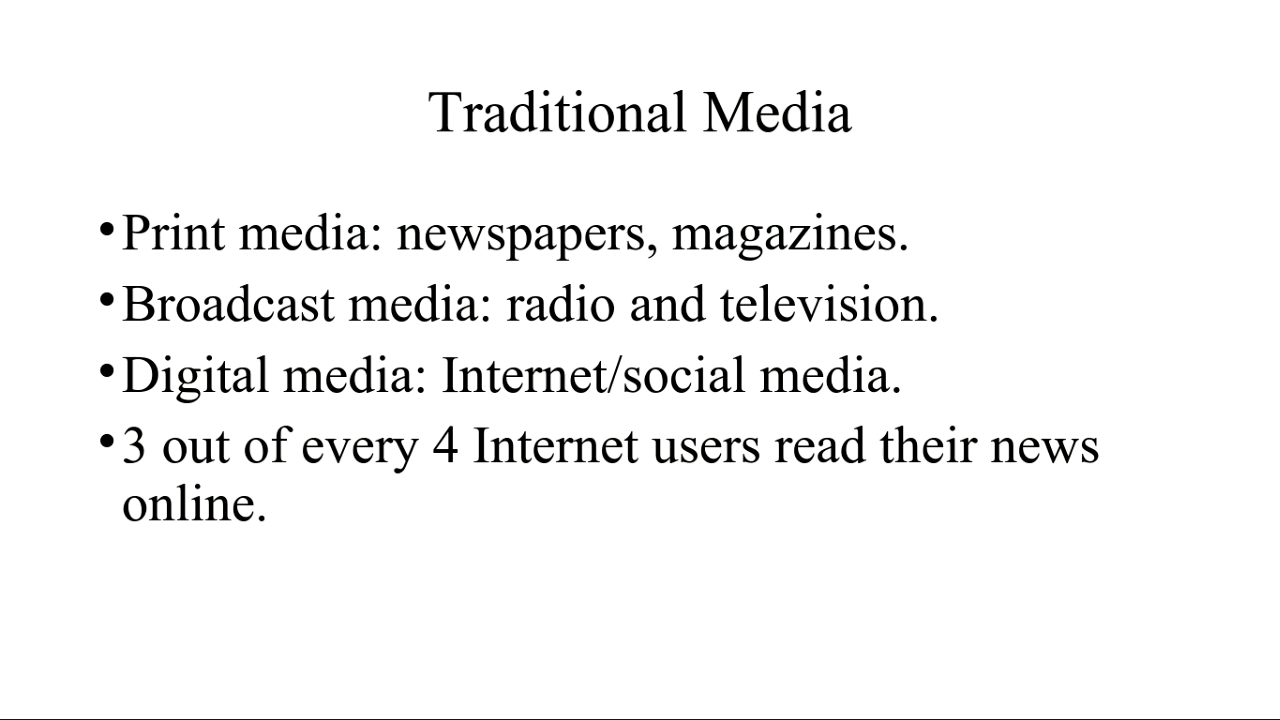 Traditional Media
•Print media: newspapers, magazines.
•Broadcast media: radio and television.
•Digital media: Internet/social media.
•3 out of every 4 Internet users read their news
online.